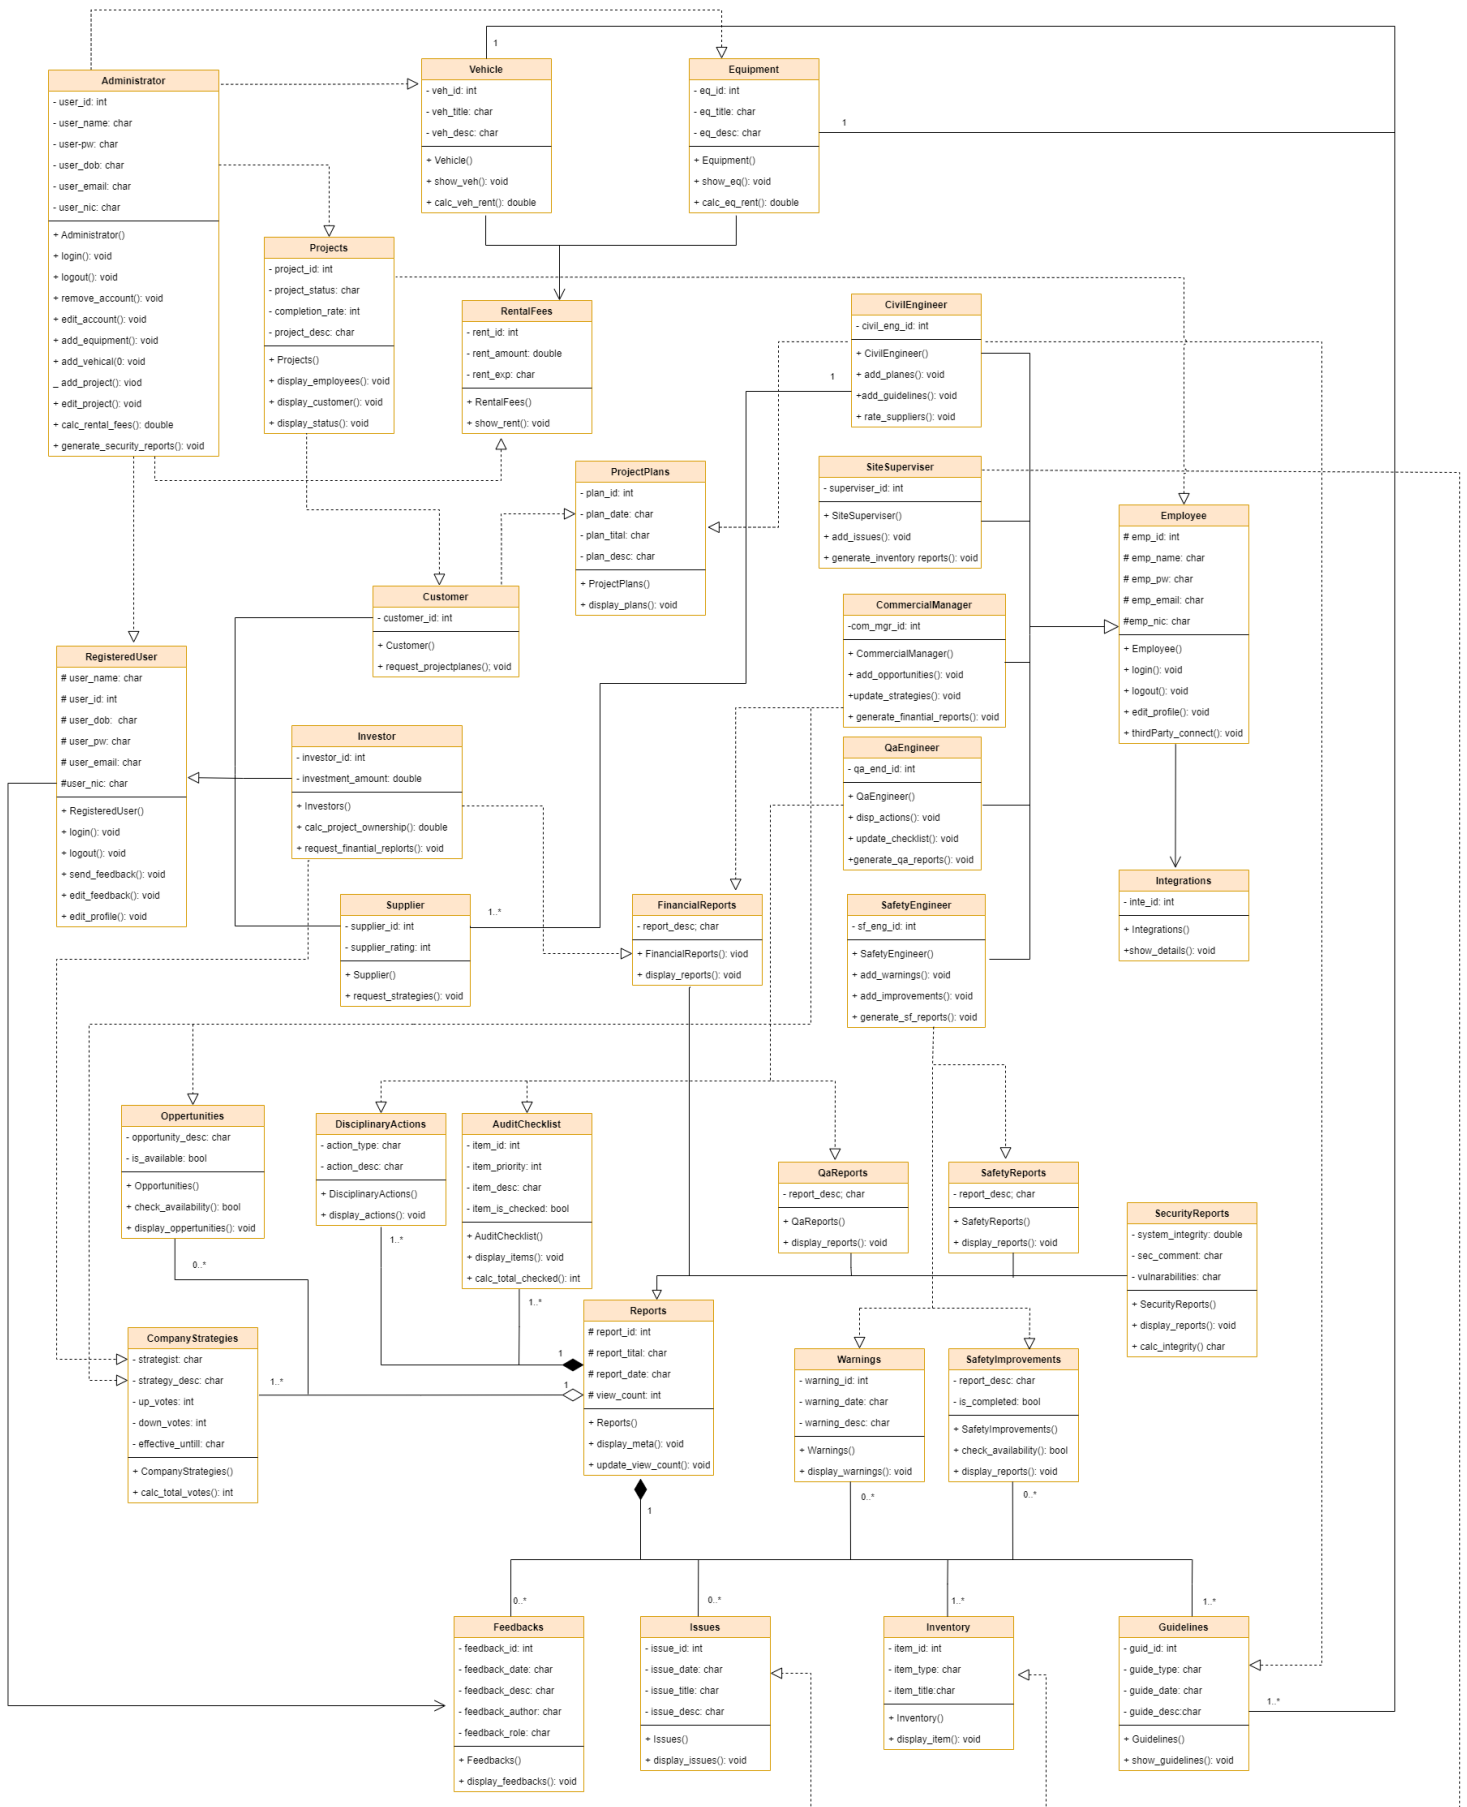 1
Administrator
- user_id: int
- user_name: char
- user-pw: char
- user_dob: char
- user_email: char
- user_nic: char
+ Administrator()
+ login(): void
+ logout(): void
+ remove_account(): void
+ edit_account(): void
+ add_equipment(): void
+ add_vehical(0: void
_ add_project(): viod
+ edit_project(): void
+ calc_rental_fees(): double
+ generate_security_reports(): void
Vehicle
- veh_id: int
- veh_title: char
- veh_desc: char
+ Vehicle()
+ show_veh(): void
+ calc_veh_rent(): double
Equipment
- eq_id: int
- eq_title: char
- eq_desc: char
+ Equipment()
+ show_eq(): void
+ calc_eq_rent(): double
1
Projects
- project_id: int
- project_status: char
- completion_rate: int
- project_desc: char
+ Projects()
+ display_employees(): void
+ display_customer(): void
+ display_status(): void
RentalFees
- rent_id: int
- rent_amount: double
- rent_exp: char
+ RentalFees()
+ show_rent(): void
CivilEngineer
- civil_eng_id: int
+ CivilEngineer()
+ add_planes(): void
+add_guidelines(): void
+ rate_suppliers(): void
1
ProjectPlans
- plan_id: int
- plan_date: char
- plan_tital: char
- plan_desc: char
+ ProjectPlans()
+ display_plans(): void
SiteSuperviser
- superviser_id: int
+ SiteSuperviser()
+ add_issues(): void
+ generate_inventory reports(): void
Employee
# emp_id: int
# emp_name: char
# emp_pw: char
# emp_email: char
#emp_nic: char
+ Employee()
+ login(): void
+ logout(): void
+ edit_profile(): void
+ thirdParty_connect(): void
Customer
- customer_id: int
+ Customer()
+ request_projectplanes(); void
CommercialManager
-com_mgr_id: int
+ CommercialManager()
+ add_opportunities(): void
+update_strategies(): void
+ generate_finantial_reports(): void
RegisteredUser
# user_name: char
# user_id: int
# user_dob:  char
# user_pw: char
# user_email: char
#user_nic: char
+ RegisteredUser()
+ login(): void
+ logout(): void
+ send_feedback(): void
+ edit_feedback(): void
+ edit_profile(): void
Investor
- investor_id: int
- investment_amount: double
+ Investors()
+ calc_project_ownership(): double
+ request_finantial_replorts(): void
QaEngineer
- qa_end_id: int
+ QaEngineer()
+ disp_actions(): void
+ update_checklist(): void
+generate_qa_reports(): void
Integrations
- inte_id: int
+ Integrations()
+show_details(): void
Supplier
- supplier_id: int
- supplier_rating: int
+ Supplier()
+ request_strategies(): void
1..*
FinancialReports
- report_desc; char
+ FinancialReports(): viod
+ display_reports(): void
SafetyEngineer
- sf_eng_id: int
+ SafetyEngineer()
+ add_warnings(): void
+ add_improvements(): void
+ generate_sf_reports(): void
Oppertunities
- opportunity_desc: char
- is_available: bool
+ Opportunities()
+ check_availability(): bool
+ display_oppertunities(): void
0..*
DisciplinaryActions
- action_type: char
- action_desc: char
+ DisciplinaryActions()
+ display_actions(): void
1..*
AuditChecklist
- item_id: int
- item_priority: int
- item_desc: char
- item_is_checked: bool
+ AuditChecklist()
+ display_items(): void
+ calc_total_checked(): int
1..*
QaReports
- report_desc; char
+ QaReports()
+ display_reports(): void
SafetyReports
- report_desc; char
+ SafetyReports()
+ display_reports(): void
SecurityReports
- system_integrity: double
- sec_comment: char
- vulnarabilities: char
+ SecurityReports()
+ display_reports(): void
+ calc_integrity() char
CompanyStrategies
- strategist: char
- strategy_desc: char
- up_votes: int
- down_votes: int
- effective_untill: char
+ CompanyStrategies()
+ calc_total_votes(): int
1..*
1
1
Reports
# report_id: int
# report_tital: char
# report_date: char
# view_count: int
+ Reports()
+ display_meta(): void
+ update_view_count(): void
1
Warnings
- warning_id: int
- warning_date: char
- warning_desc: char
+ Warnings()
+ display_warnings(): void
0..*
SafetyImprovements
- report_desc: char
- is_completed: bool
+ SafetyImprovements()
+ check_availability(): bool
+ display_reports(): void
0..*
0..*
0..*
1..*
1..*
Feedbacks
- feedback_id: int
- feedback_date: char
- feedback_desc: char
- feedback_author: char
- feedback_role: char
+ Feedbacks()
+ display_feedbacks(): void
Issues
- issue_id: int
- issue_date: char
- issue_title: char
- issue_desc: char
+ Issues()
+ display_issues(): void
Inventory
- item_id: int
- item_type: char
- item_title:char
+ Inventory()
+ display_item(): void
Guidelines
- guid_id: int
- guide_type: char
- guide_date: char
- guide_desc:char
+ Guidelines()
+ show_guidelines(): void
1..*